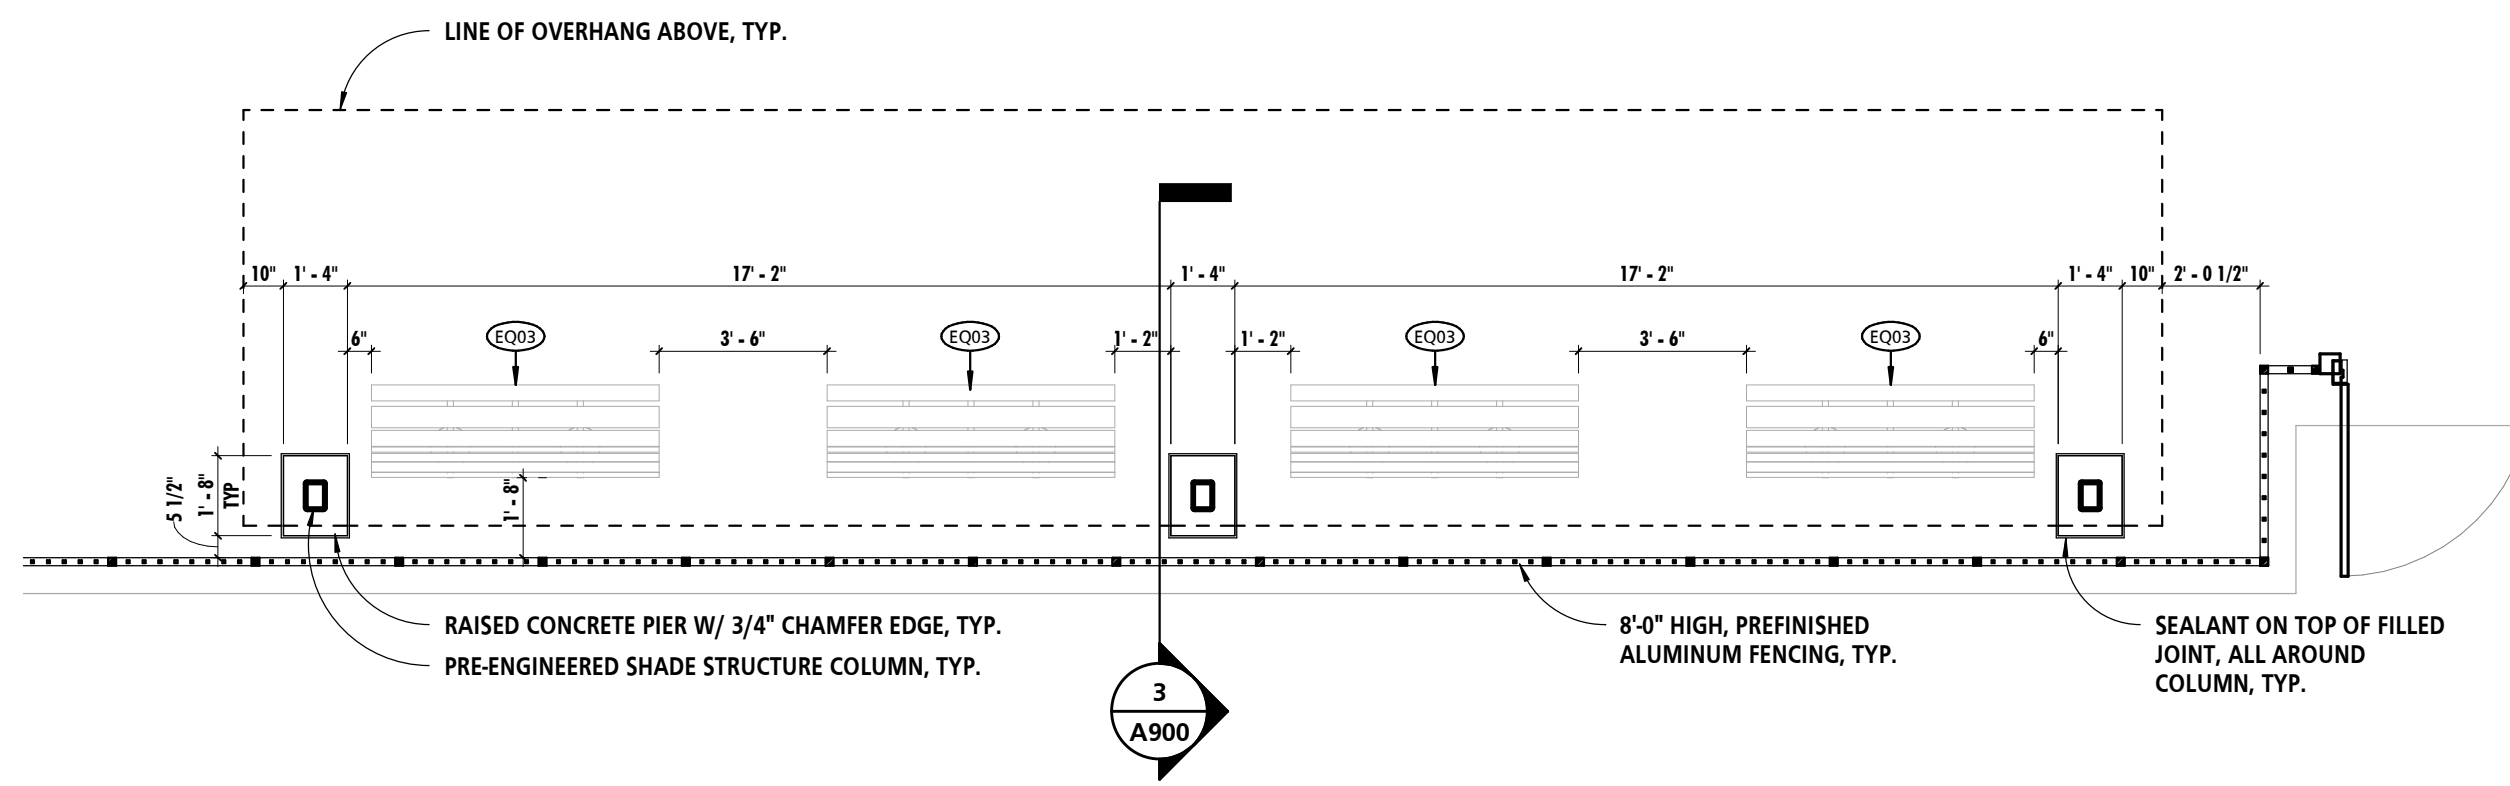 LINE OF OVERHANG ABOVE, TYP.
10" 1' - 4" 17' - 2" 1' - 4" 17' - 2" 1' - 4" 10" 2' - 0 1/2"
6" EQ03 3' - 6" EQ03 1' - 2" 1' - 2" EQ03 3' - 6" EQ03 6"
5 1/2"
1' - 8"
TYP
1' - 8"
RAISED CONCRETE PIER W/ 3/4" CHAMFER EDGE, TYP.
PRE-ENGINEERED SHADE STRUCTURE COLUMN, TYP.
8'-0" HIGH, PREFINISHED
ALUMINUM FENCING, TYP.
SEALANT ON TOP OF FILLED
JOINT, ALL AROUND
COLUMN, TYP.
3
A900